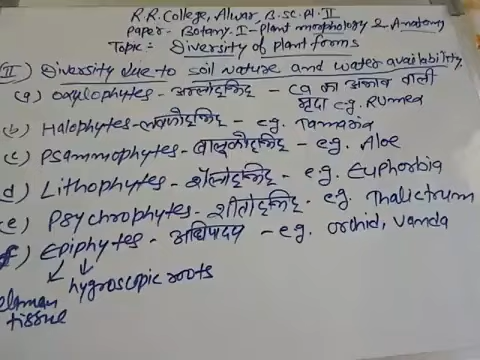 R.R. College, Alwar, B.Sc. Pt. II
Paper- Botany-I - Plant morphology & Anatomy
Topic:- Diversity of plant forms
(II) Diversity due to soil nature and water availability
(a) Oxylophytes - अम्लोद्भिद् - Ca का अभाव वाली
मृदा e.g. Rumex
(b) Halophytes - लवणोद्भिद् - e.g. Tamarix
(c) Psammophytes - बालुकोद्भिद् - e.g. Aloe
(d) Lithophytes - शैलोद्भिद् - e.g. Euphorbia
(e) Psychrophytes - शीतोद्भिद् e.g. Thalictrum
(f) Epiphytes - अधिपादप - e.g. orchid, Vanda
hygroscopic roots
tissue